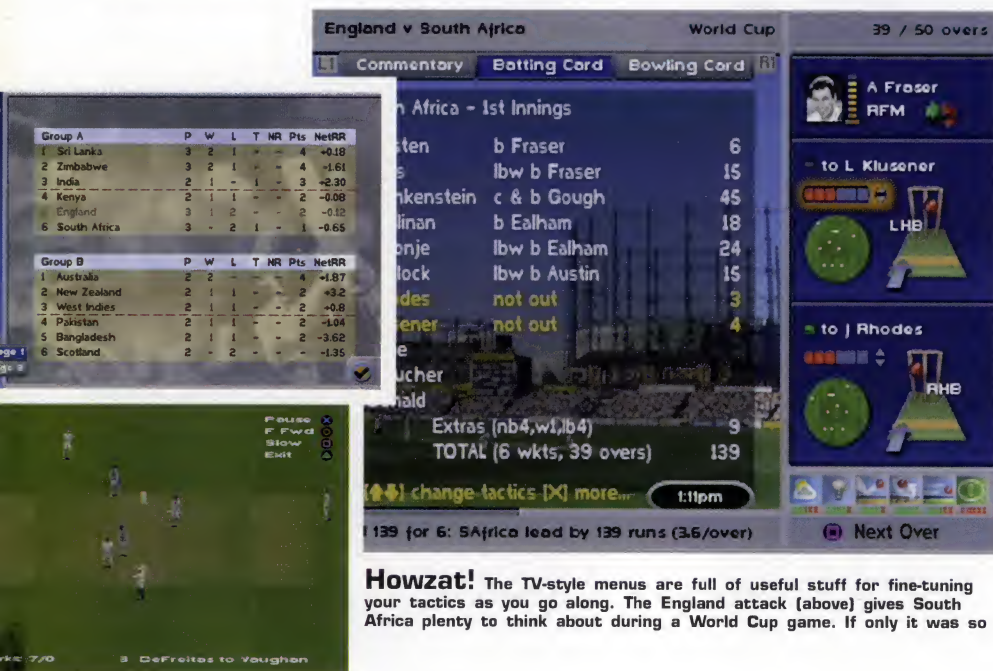 England v South Africa World Cup 39 / 50 overs
L1 Commentary Batting Card Bowling Card R1
h Africa - 1st Innings
sten b Fraser 6
s lbw b Fraser 15
nkenstein c & b Gough 45
linan b Ealham 18
onje lbw b Ealham 24
lock lbw b Austin 15
des not out 3
sener not out 4
e
ucher
nald
Extras (nb4,w1,lb4) 9
TOTAL (6 wkts, 39 overs) 139
change tactics [X] more... 1:11pm
139 for 6: SAfrica lead by 139 runs (3.6/over)
A Fraser
RFM
to L Klusener
LHB
to J Rhodes
RHB
Next Over
Group A P W L T NR Pts NetRR
1 Sri Lanka 3 2 1 - - 4 +0.18
2 Zimbabwe 3 2 1 - - 4 -1.61
3 India 2 1 - 1 - 3 +2.30
4 Kenya 2 1 1 - - 2 -0.08
England 3 1 2 - - 2 -0.12
6 South Africa 3 - 2 1 - 1 -0.65
Group B P W L T NR Pts NetRR
1 Australia 2 2 - - - 4 +1.87
2 New Zealand 2 1 1 - - 2 +3.2
3 West Indies 2 1 1 - - 2 +0.8
4 Pakistan 2 1 1 - - 2 -1.04
5 Bangladesh 2 1 1 - - 2 -3.62
6 Scotland 2 - 2 - - - -1.35
Pause
F Fwd
Slow
Exit
7/0 3 DeFreitas to Vaughan
Howzat! The TV-style menus are full of useful stuff for fine-tuning
your tactics as you go along. The England attack (above) gives South
Africa plenty to think about during a World Cup game. If only it was so